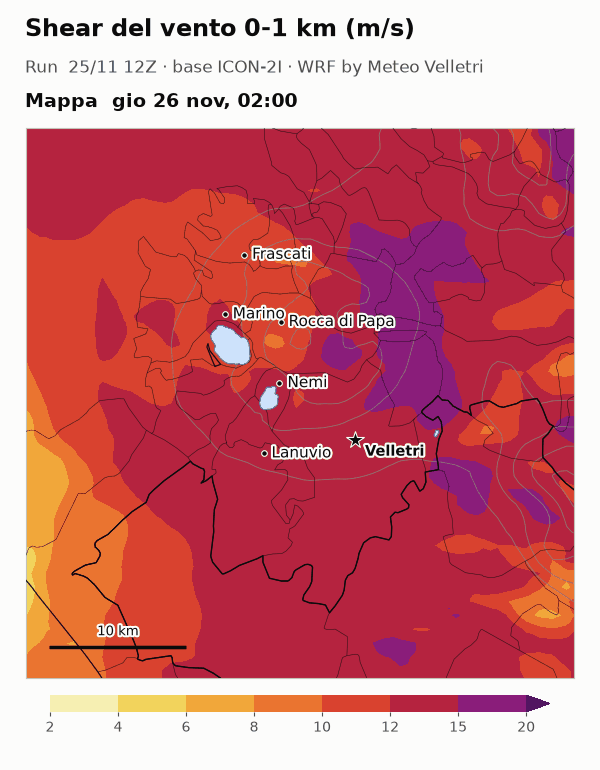 Shear del vento 0-1 km (m/s)
Run  25/11 12Z · base ICON-2I · WRF by Meteo Velletri
Mappa  gio 26 nov, 02:00
Frascati
Marino
Rocca di Papa
Nemi
Velletri
Lanuvio
10 km
2 4 6 8 10 12 15 20